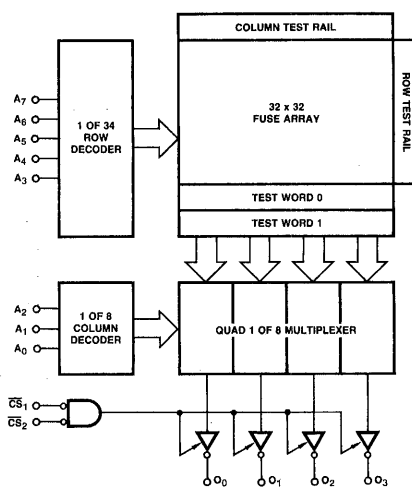 COLUMN TEST RAIL
A7
A6
A5
A4
A3
1 OF 34
ROW
DECODER
32 x 32
FUSE ARRAY
ROW TEST RAIL
TEST WORD 0
TEST WORD 1
A2
A1
A0
1 OF 8
COLUMN
DECODER
QUAD 1 OF 8 MULTIPLEXER
CS1
CS2
O0
O1
O2
O3